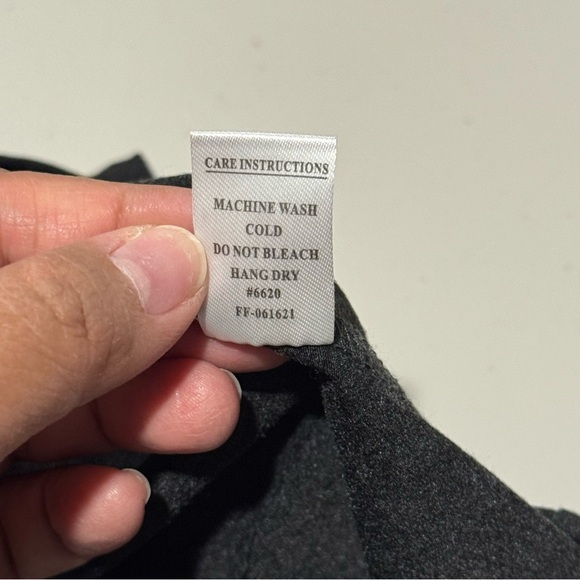 CARE INSTRUCTIONS
MACHINE WASH
COLD
DO NOT BLEACH
HANG DRY
#6620
FF-061621